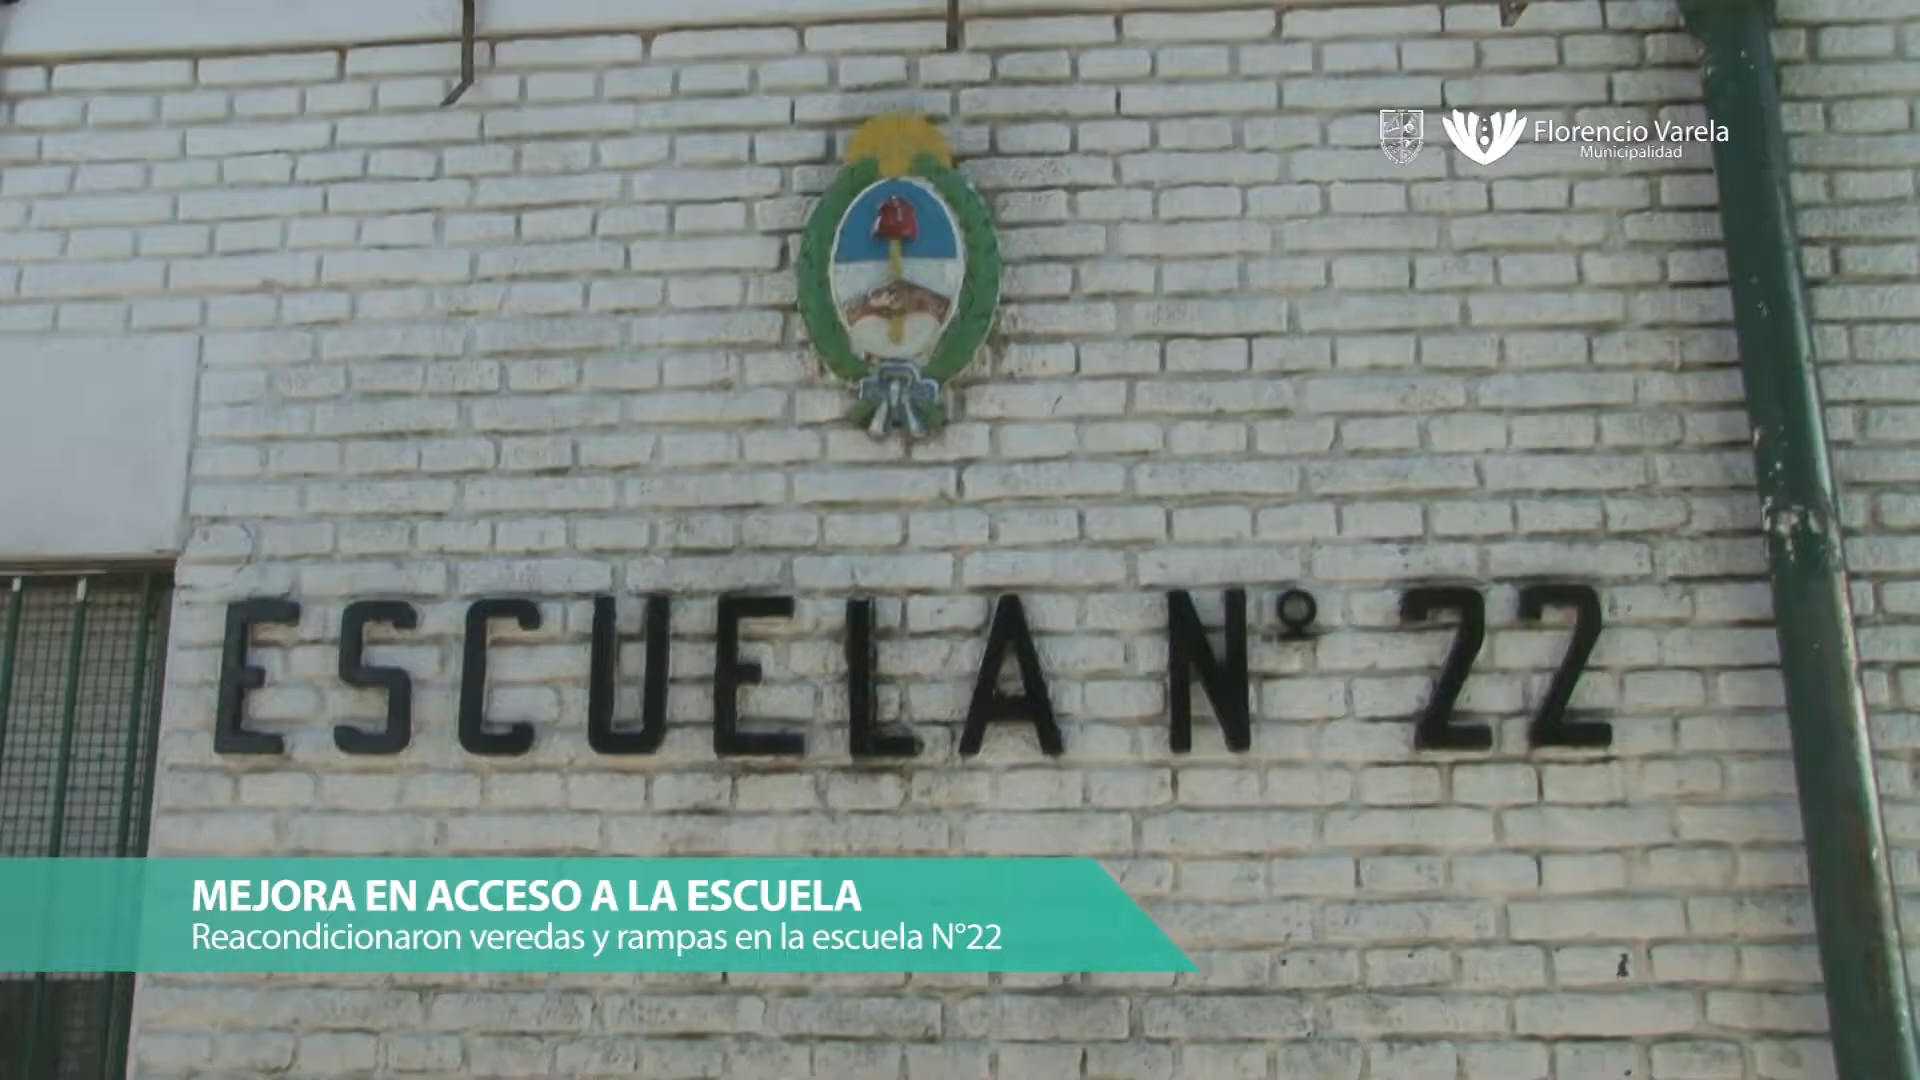 Florencio Varela
Municipalidad
ESCUELA N° 22
MEJORA EN ACCESO A LA ESCUELA
Reacondicionaron veredas y rampas en la escuela N°22